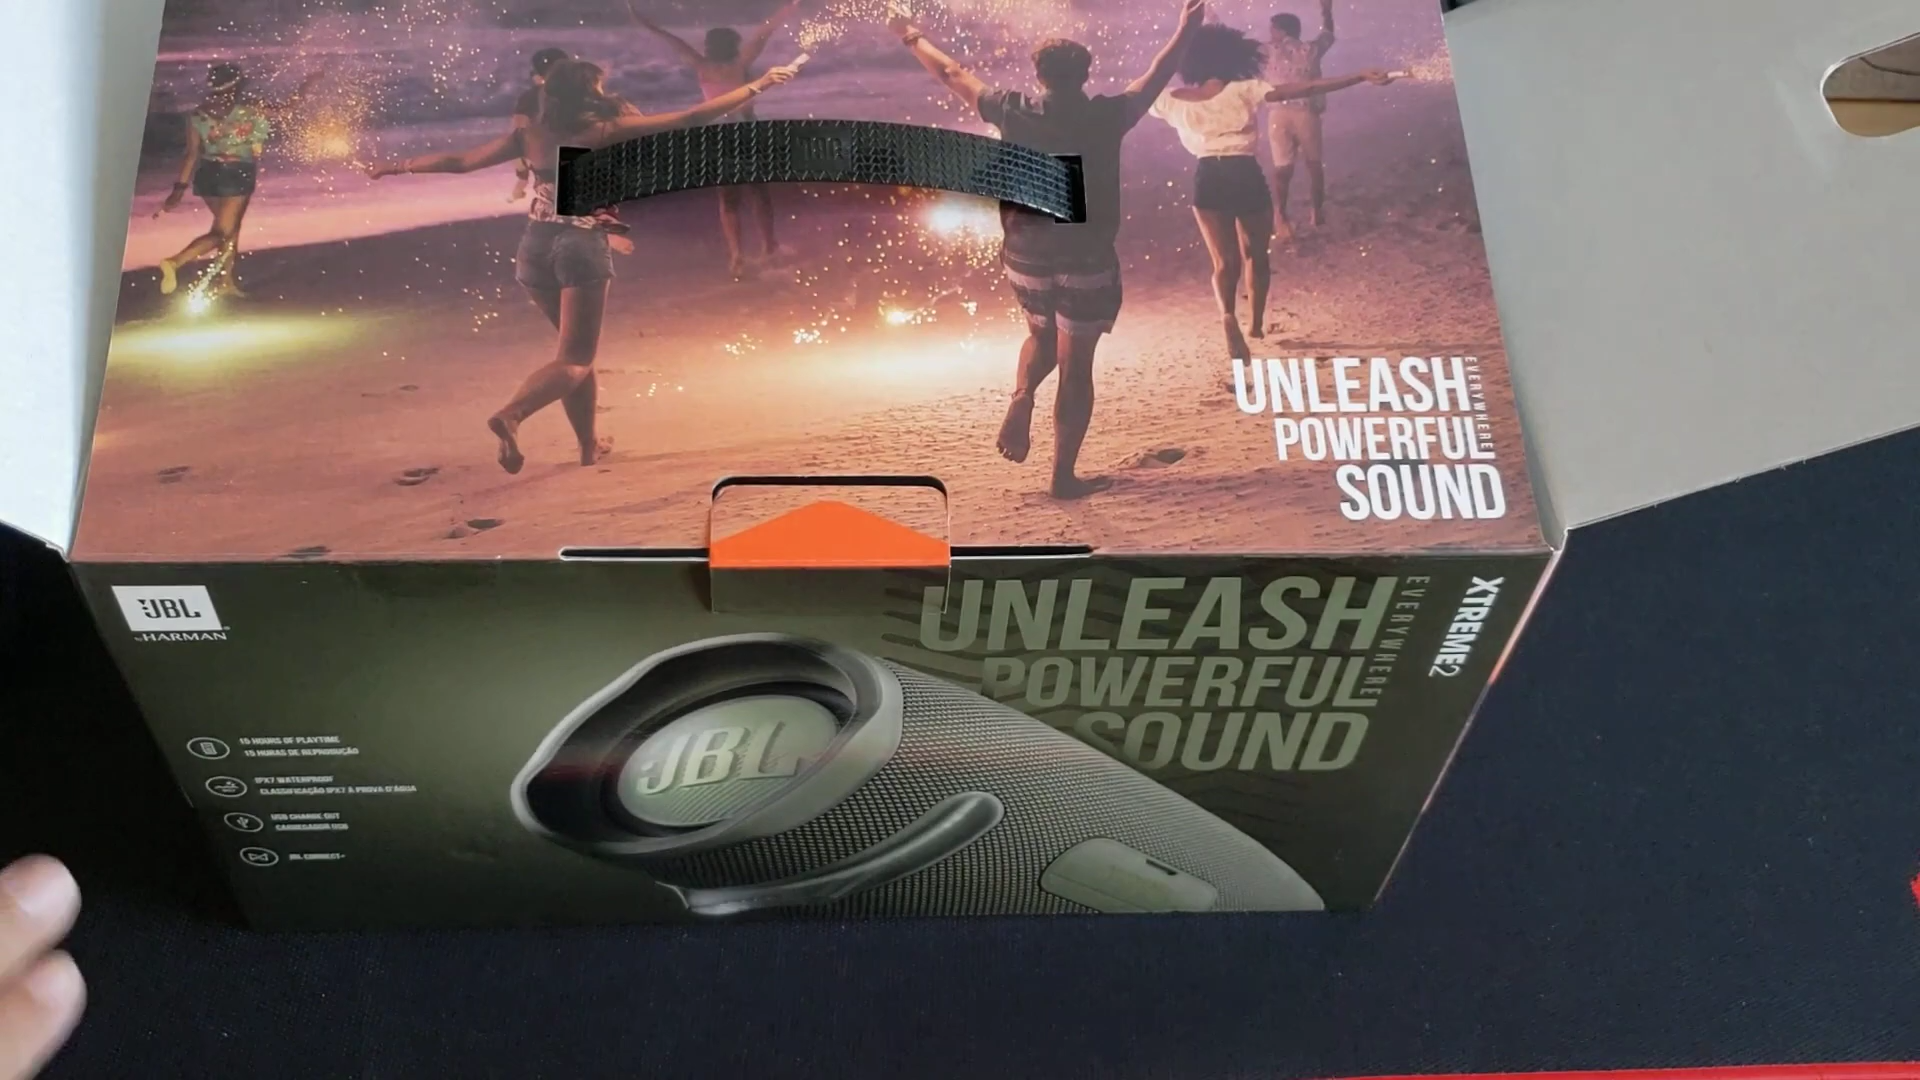 JBL
UNLEASH
EVERYWHERE
POWERFUL
SOUND
JBL
by HARMAN
UNLEASH
EVERYWHERE
POWERFUL
SOUND
XTREME2
JBL
15 HOURS OF PLAYTIME
15 HORAS DE REPRODUÇÃO
IPX7 WATERPROOF
CLASSIFICAÇÃO IPX7 À PROVA D'ÁGUA
USB CHARGE OUT
CARREGADOR USB
JBL CONNECT+